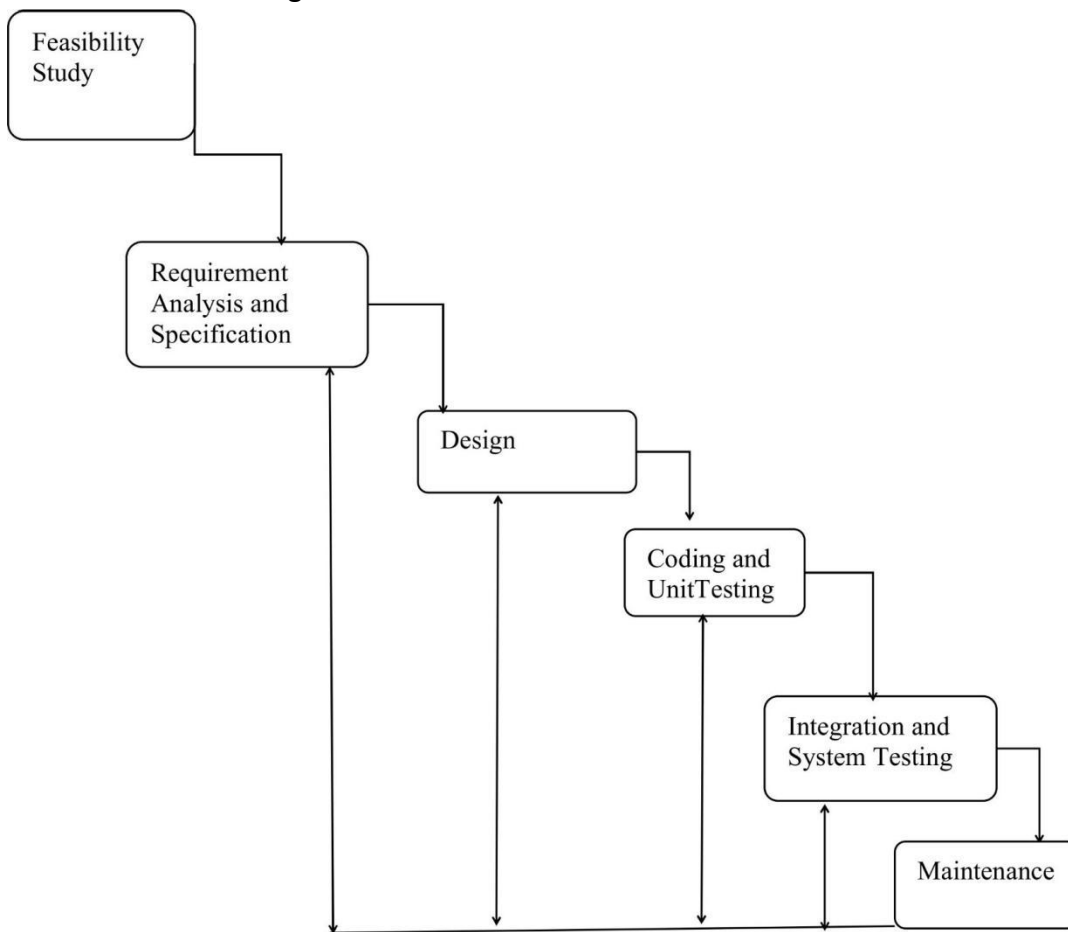 Feasibility
Study
Requirement
Analysis and
Specification
Design
Coding and
UnitTesting
Integration and
System Testing
Maintenance